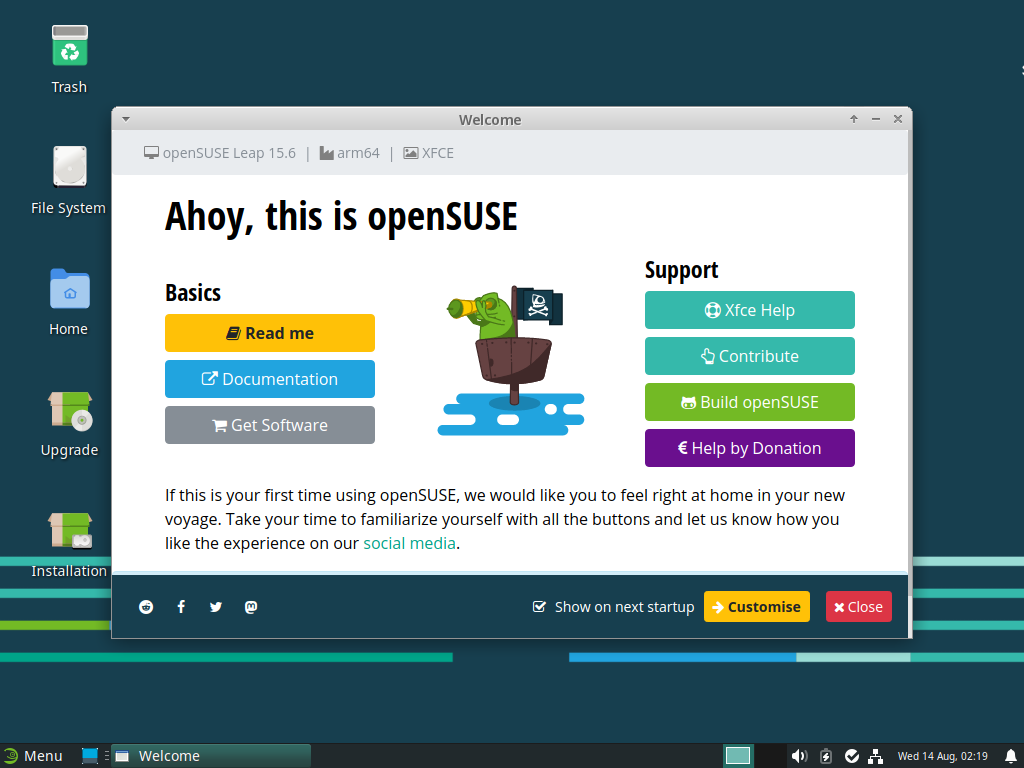 Trash
File System
Home
Upgrade
Installation
Welcome
openSUSE Leap 15.6 | arm64 | XFCE
Ahoy, this is openSUSE
Basics
Read me
Documentation
Get Software
Support
Xfce Help
Contribute
Build openSUSE
€ Help by Donation
If this is your first time using openSUSE, we would like you to feel right at home in your new
voyage. Take your time to familiarize yourself with all the buttons and let us know how you
like the experience on our social media.
Show on next startup
Customise
Close
Menu
Welcome
Wed 14 Aug, 02:19